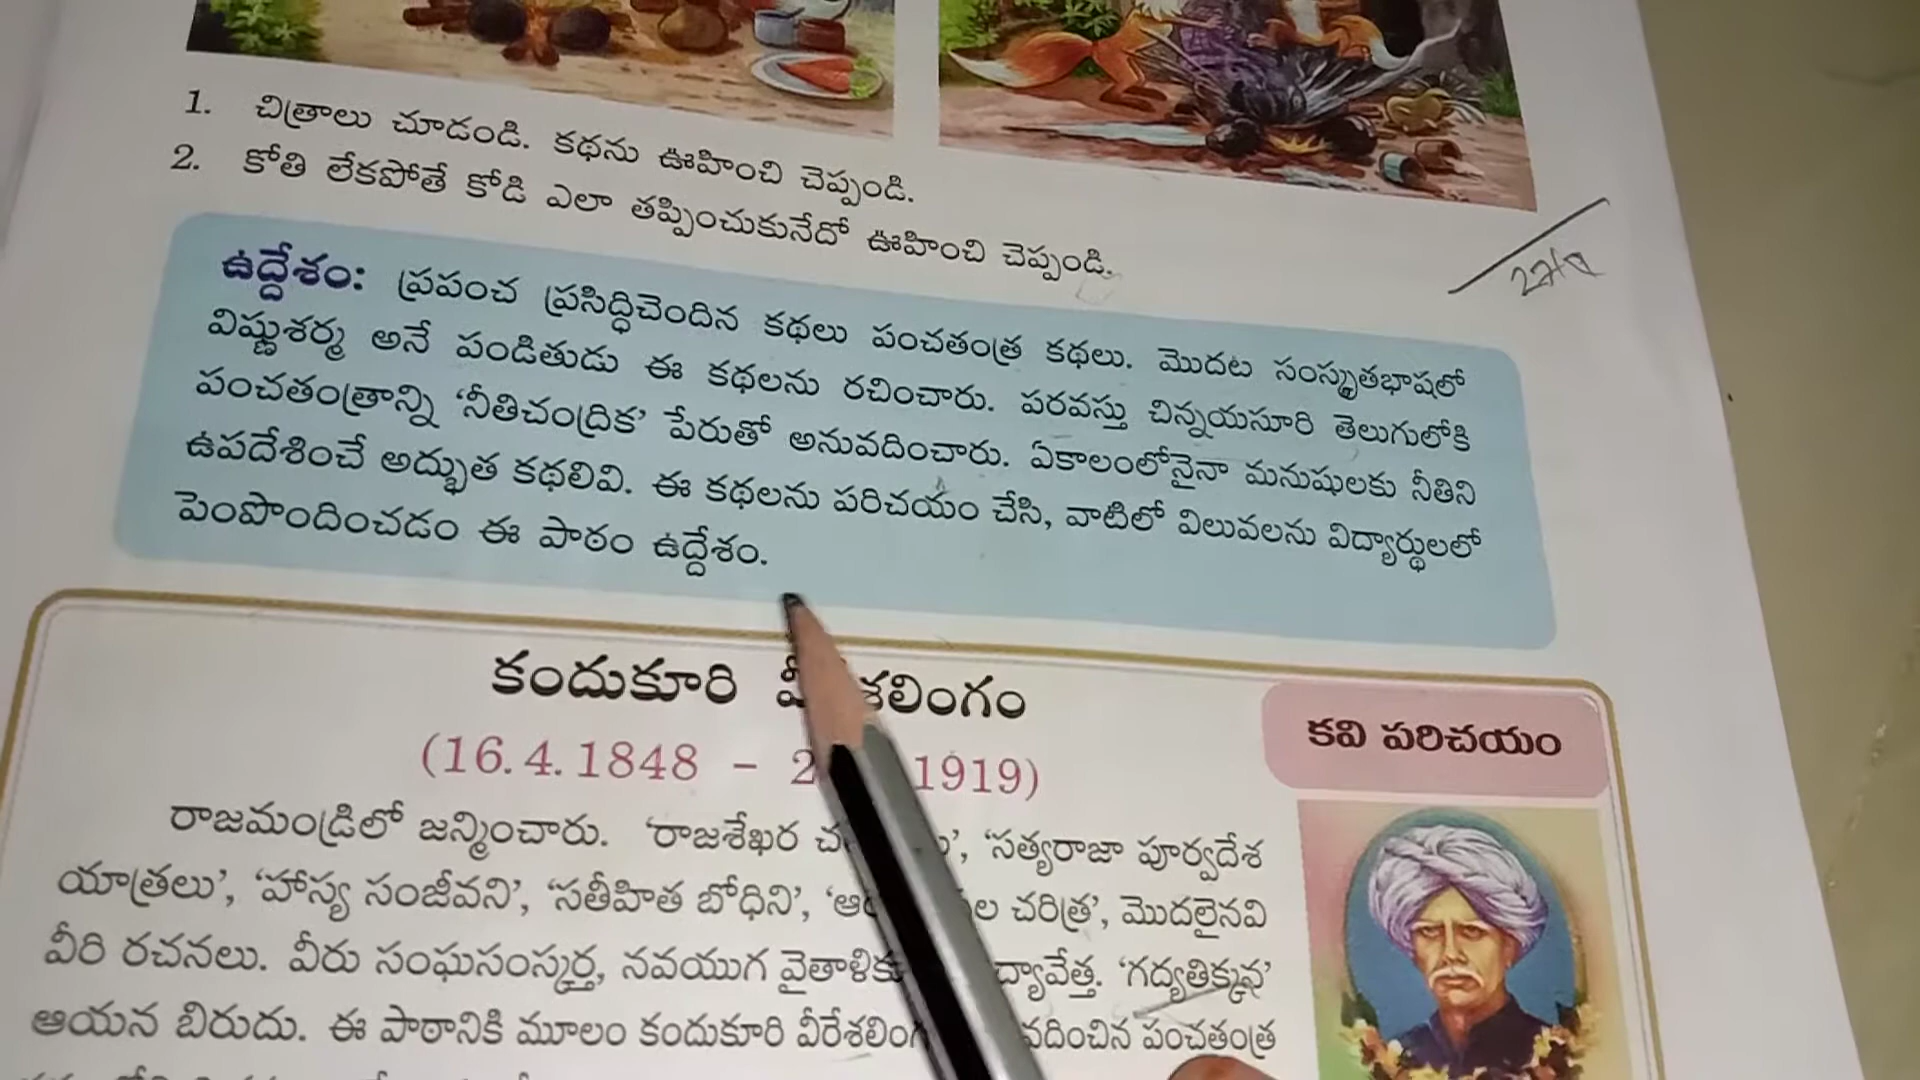 1. చిత్రాలు చూడండి. కథను ఊహించి చెప్పండి.
2. కోతి లేకపోతే కోడి ఎలా తప్పించుకునేదో ఊహించి చెప్పండి.
ఉద్దేశం: ప్రపంచ ప్రసిద్ధిచెందిన కథలు పంచతంత్ర కథలు. మొదట సంస్కృతభాషలో
విష్ణుశర్మ అనే పండితుడు ఈ కథలను రచించారు. పరవస్తు చిన్నయసూరి తెలుగులోకి
పంచతంత్రాన్ని ‘నీతిచంద్రిక’ పేరుతో అనువదించారు. ఏకాలంలోనైనా మనుషులకు నీతిని
ఉపదేశించే అద్భుత కథలివి. ఈ కథలను పరిచయం చేసి, వాటిలో విలువలను విద్యార్థులలో
పెంపొందించడం ఈ పాఠం ఉద్దేశం.
కందుకూరి
(16.4.1848 - 1919)
కవి పరిచయం
రాజమండ్రిలో జన్మించారు. ‘రాజశేఖర ‘సత్యరాజా పూర్వదేశ
యాత్రలు’, ‘హాస్య సంజీవని’, ‘సతీహిత బోధిని’, చరిత్ర’, మొదలైనవి
వీరి రచనలు. వీరు సంఘసంస్కర్త, నవయుగ ‘గద్యతిక్కన’
ఆయన బిరుదు. ఈ పాఠానికి మూలం కందుకూరి పంచతంత్ర